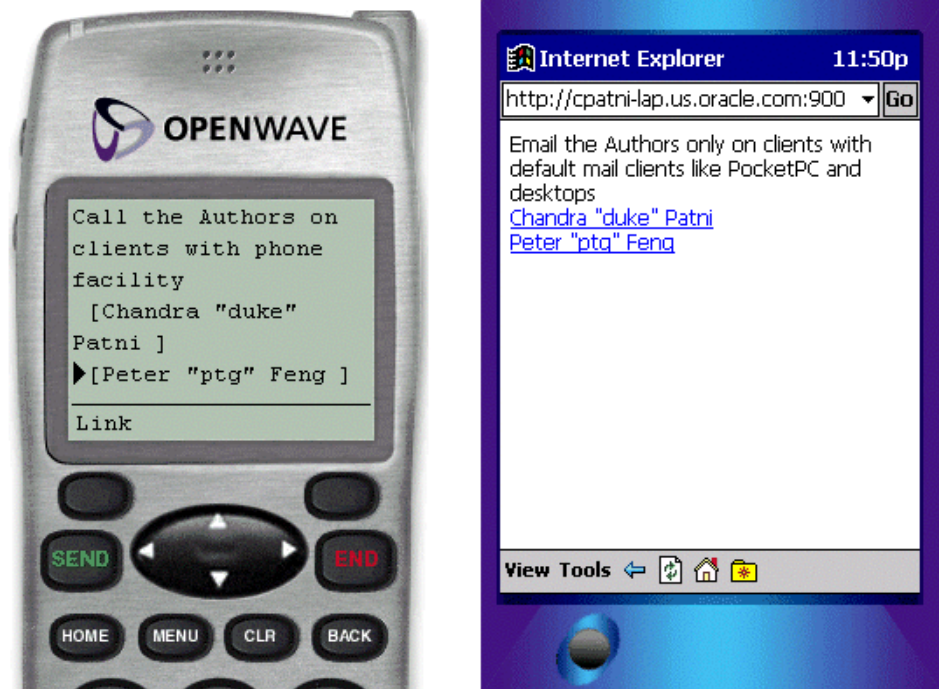 OPENWAVE
Call the Authors on
clients with phone
facility
[Chandra "duke"
Patni ]
[Peter "ptg" Feng ]
Link
SEND
END
HOME
MENU
CLR
BACK
Internet Explorer 11:50p
http://cpatni-lap.us.oracle.com:900 Go
Email the Authors only on clients with
default mail clients like PocketPC and
desktops
Chandra "duke" Patni
Peter "ptg" Feng
View Tools